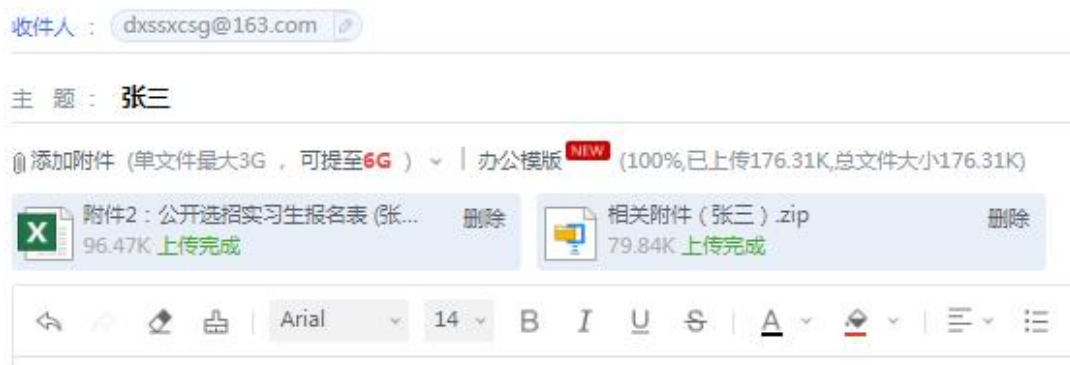 收件人 : dxssxcsg@163.com
主 题 : 张三
添加附件 (单文件最大3G ，可提至6G ) 办公模版 NEW (100%,已上传176.31K,总文件大小176.31K)
附件2：公开选招实习生报名表 (张... 删除 相关附件（张三）.zip 删除
96.47K 上传完成 79.84K 上传完成
Arial 14 B I U S A